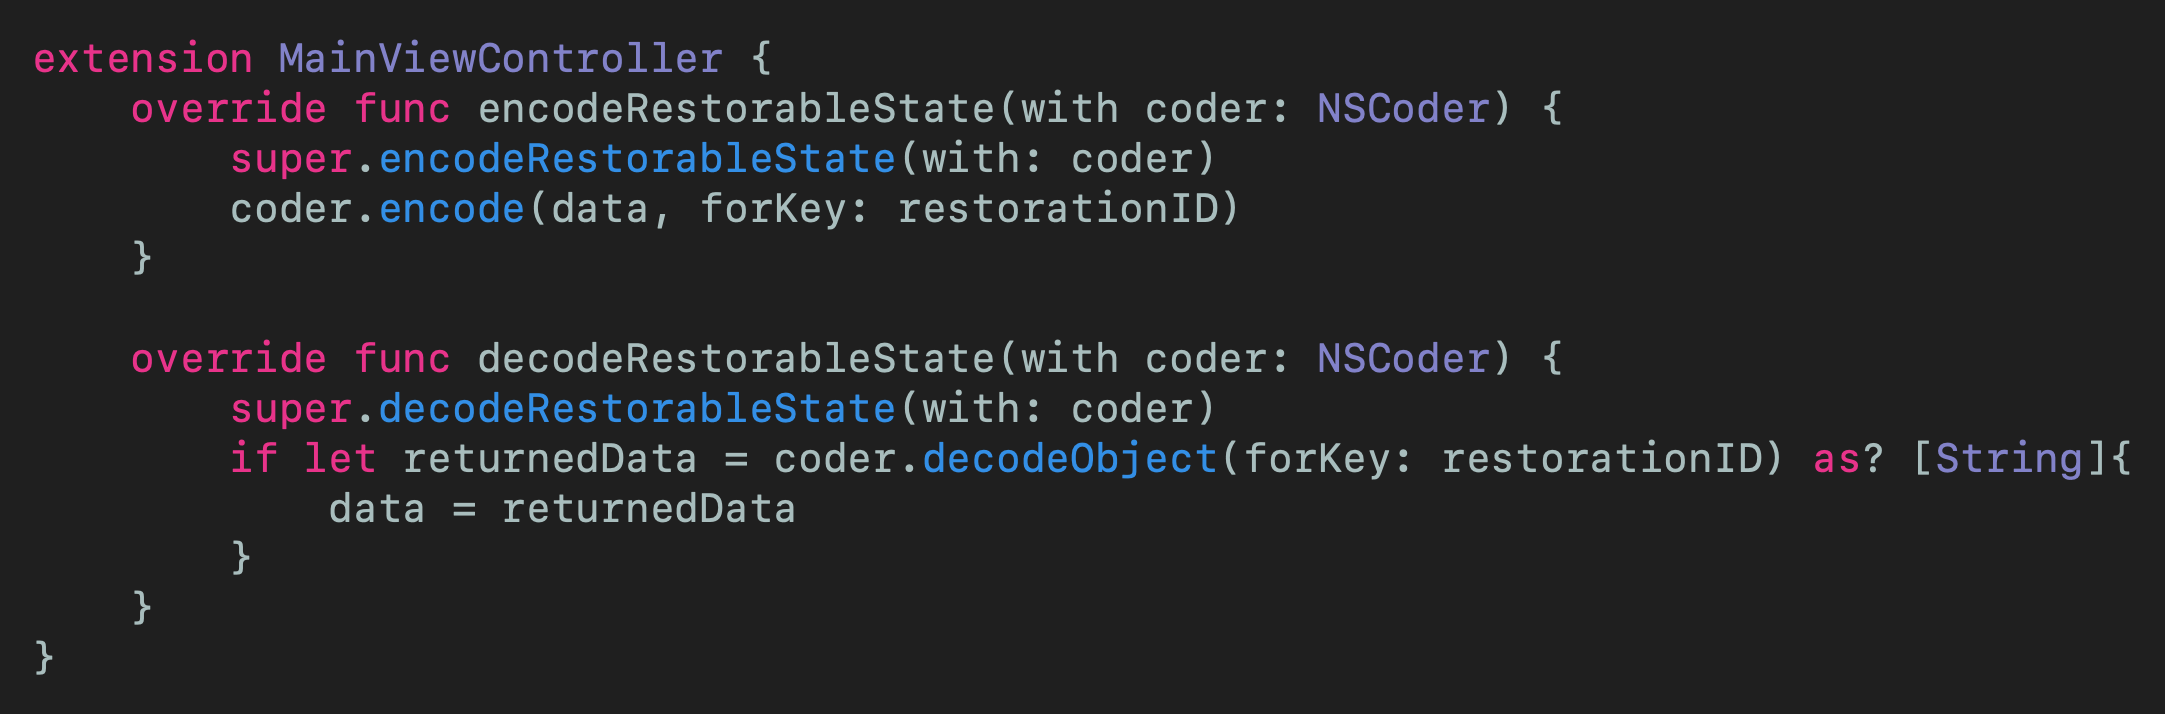 extension MainViewController {
    override func encodeRestorableState(with coder: NSCoder) {
        super.encodeRestorableState(with: coder)
        coder.encode(data, forKey: restorationID)
    }

    override func decodeRestorableState(with coder: NSCoder) {
        super.decodeRestorableState(with: coder)
        if let returnedData = coder.decodeObject(forKey: restorationID) as? [String]{
            data = returnedData
        }
    }
}